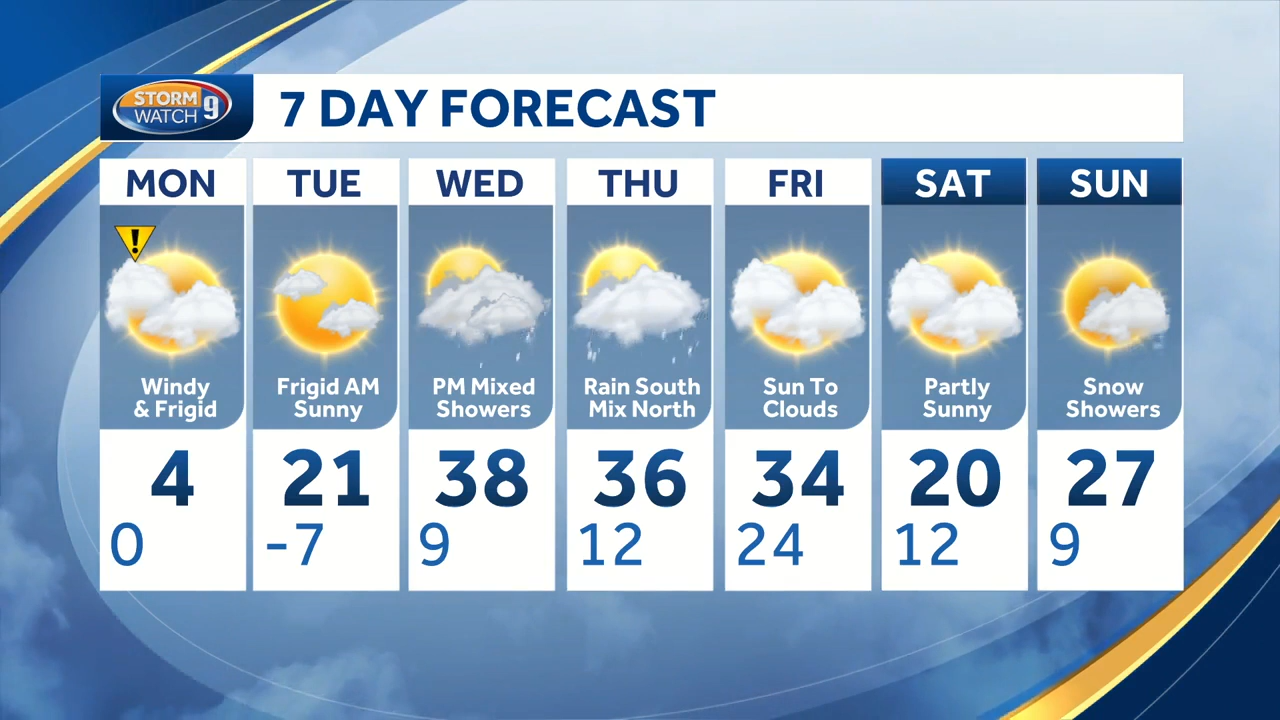 STORM
WATCH 9
7 DAY FORECAST
MON TUE WED THU FRI SAT SUN
!
Windy
& Frigid
Frigid AM
Sunny
PM Mixed
Showers
Rain South
Mix North
Sun To
Clouds
Partly
Sunny
Snow
Showers
4 21 38 36 34 20 27
0 -7 9 12 24 12 9